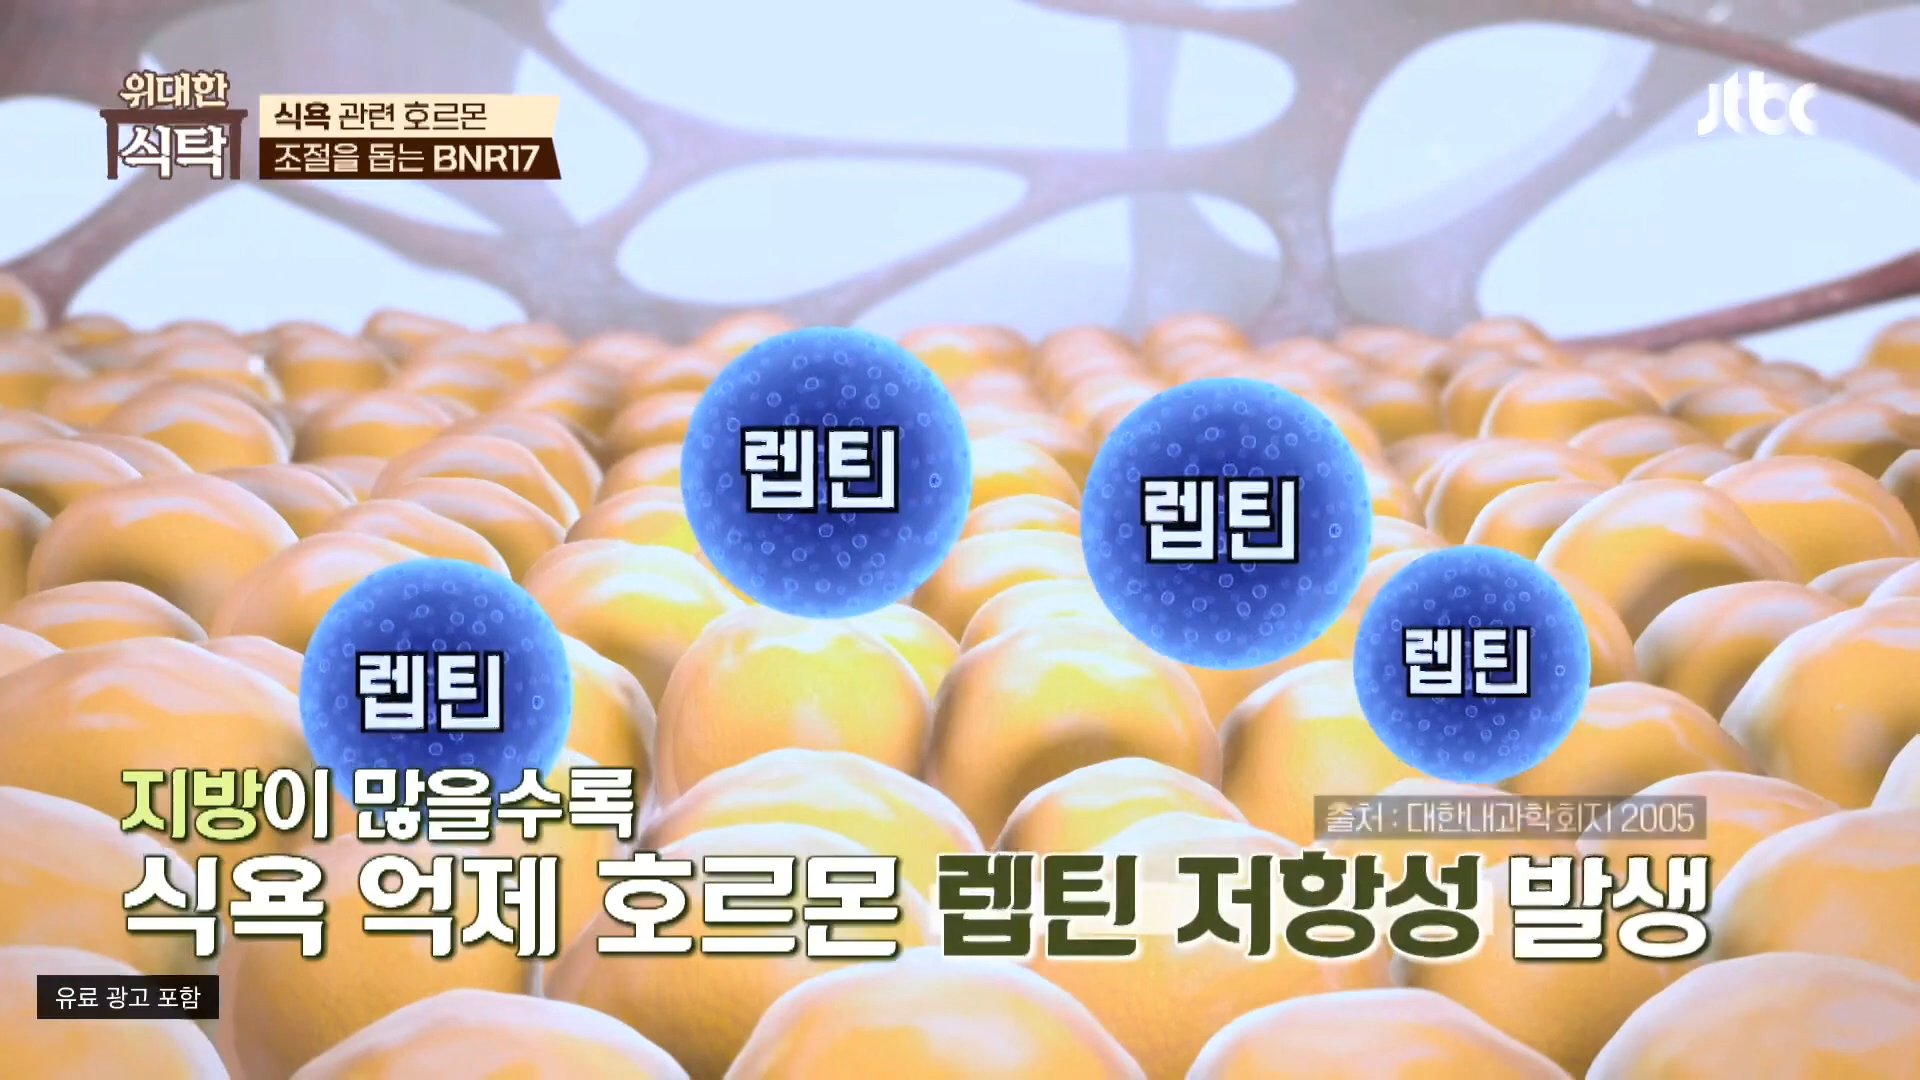 위대한
식탁
식욕 관련 호르몬
조절을 돕는 BNR17
jtbc
렙틴
렙틴
렙틴
렙틴
지방이 많을수록
출처 : 대한내과학회지 2005
식욕 억제 호르몬 렙틴 저항성 발생
유료 광고 포함